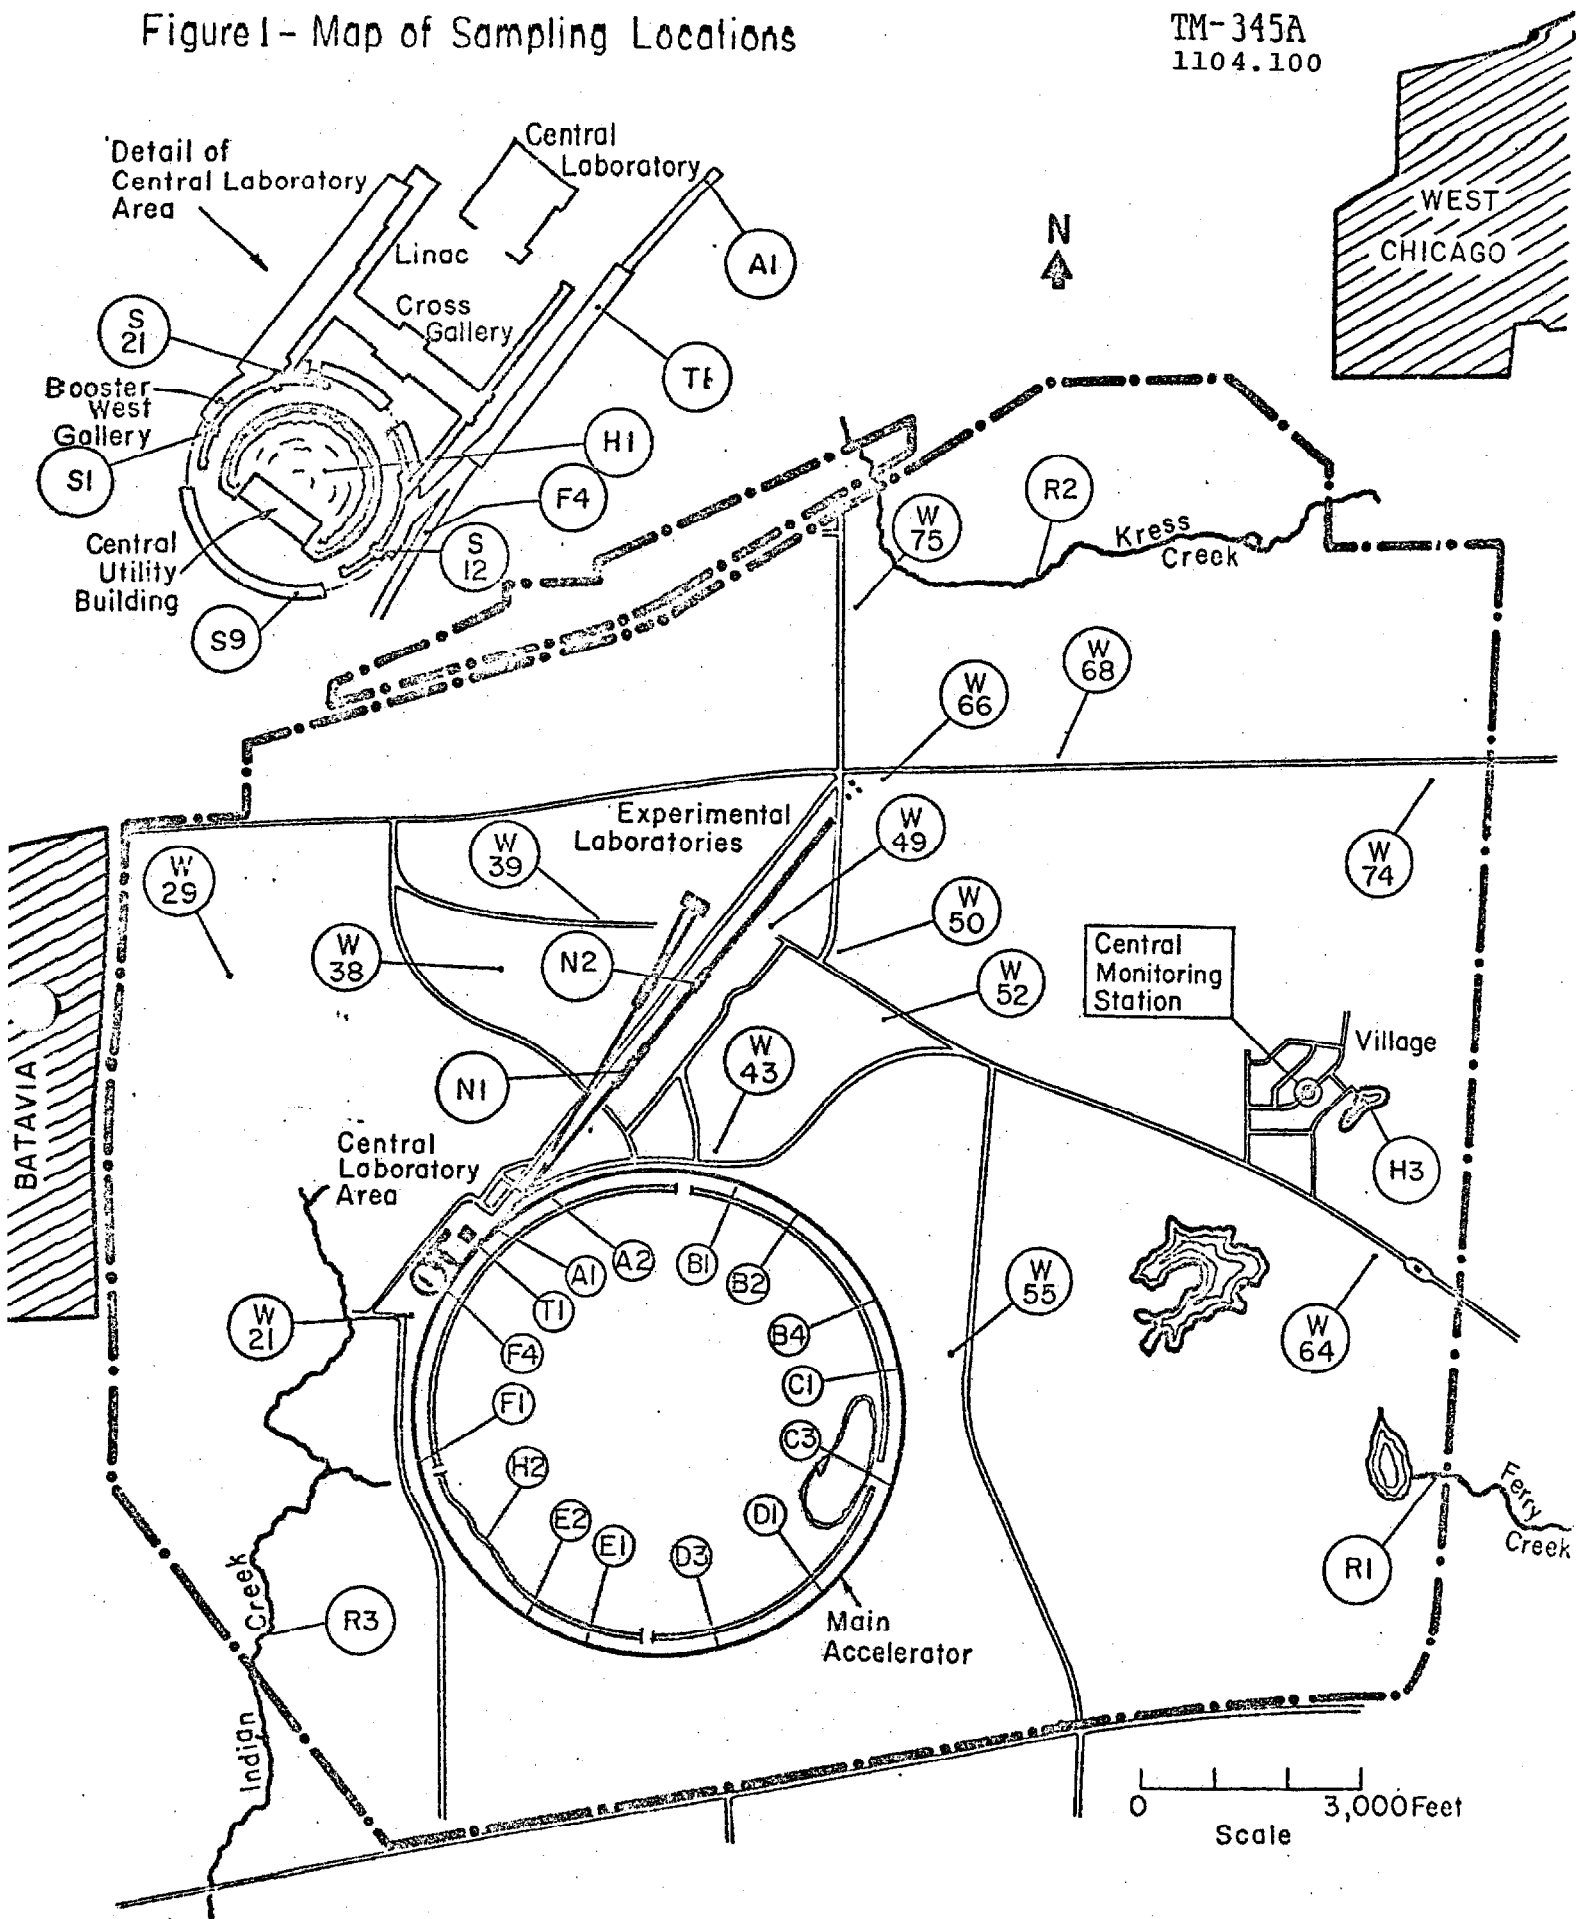 Figure 1 - Map of Sampling Locations
TM-345A
1104.100
Detail of
Central Laboratory
Area
Central
Laboratory
Linac
Cross
Gallery
A1
T1
H1
F4
S
12
S
21
Booster
West
Gallery
S1
Central
Utility
Building
S9
N
WEST
CHICAGO
W
75
R2
Kress
Creek
W
68
W
66
Experimental
Laboratories
W
49
W
39
W
29
W
38
N2
W
50
W
52
W
74
Central
Monitoring
Station
Village
H3
W
43
N1
BATAVIA
Central
Laboratory
Area
A2
A1
T1
F4
F1
H2
E2
E1
D3
D1
C3
C1
B4
B2
B1
W
21
W
55
W
64
Ferry
Creek
R1
Main
Accelerator
R3
Indian Creek
0 3,000 Feet
Scale